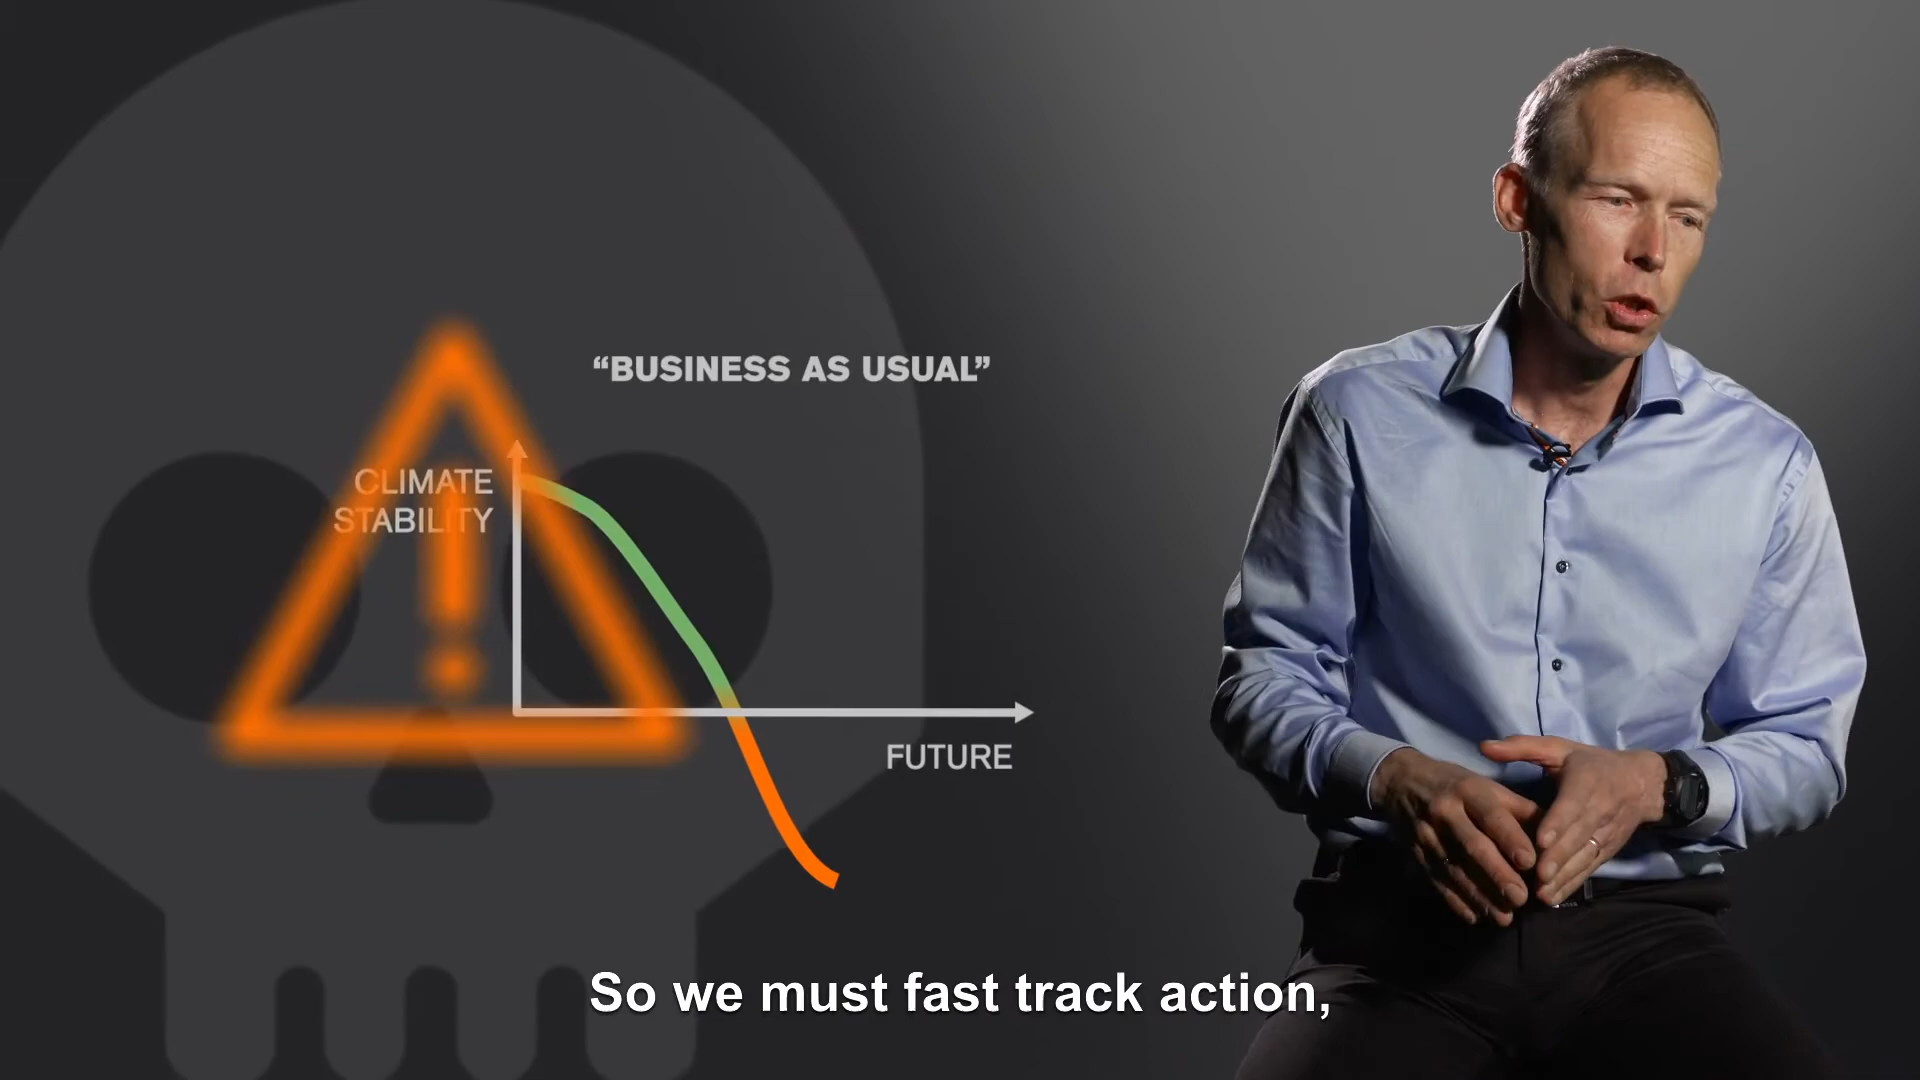 “BUSINESS AS USUAL”
CLIMATE
STABILITY
FUTURE
So we must fast track action,